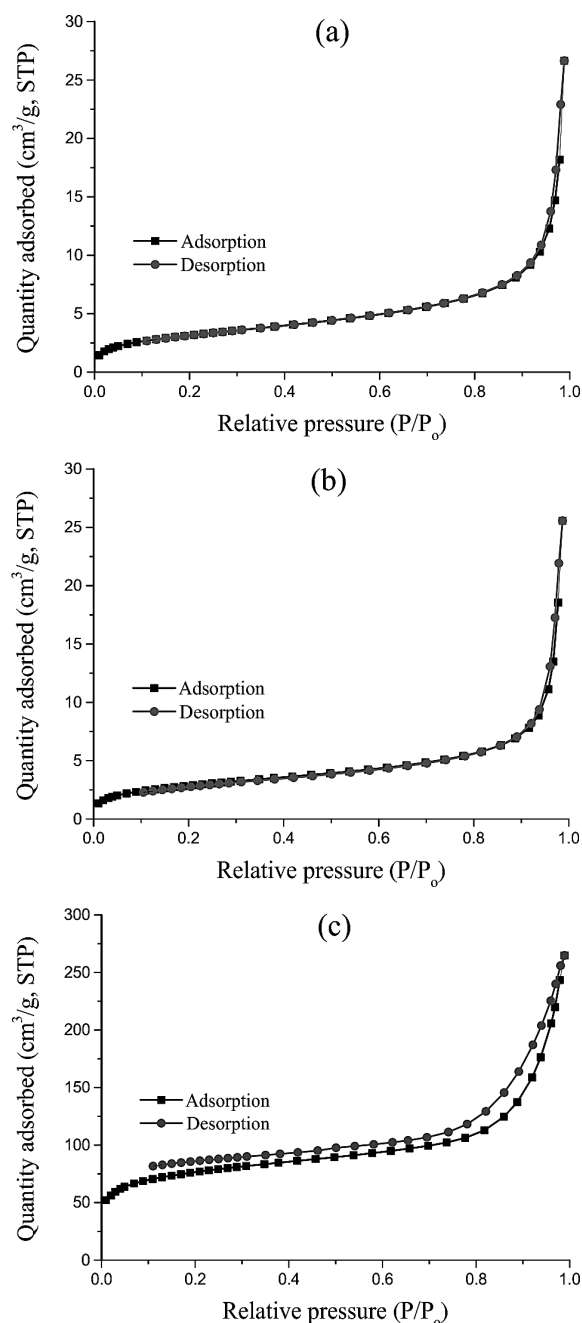 (a)
30
25
20
15
10
5
0
Quantity adsorbed (cm³/g, STP)
Adsorption
Desorption
0.0 0.2 0.4 0.6 0.8 1.0
Relative pressure (P/Pₒ)
(b)
30
25
20
15
10
5
0
Quantity adsorbed (cm³/g, STP)
Adsorption
Desorption
0.0 0.2 0.4 0.6 0.8 1.0
Relative pressure (P/Pₒ)
(c)
300
250
200
150
100
50
0
Quantity adsorbed (cm³/g, STP)
Adsorption
Desorption
0.0 0.2 0.4 0.6 0.8 1.0
Relative pressure (P/Pₒ)